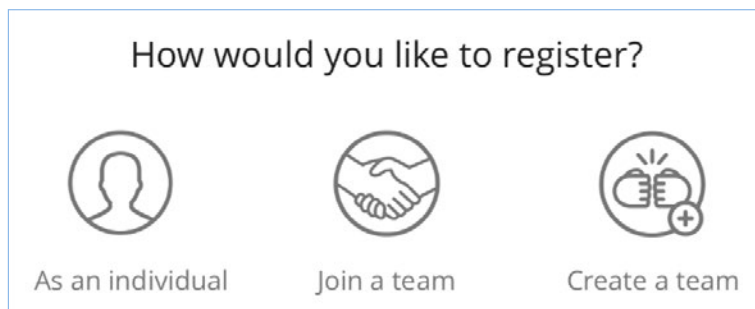 How would you like to register?
As an individual
Join a team
Create a team